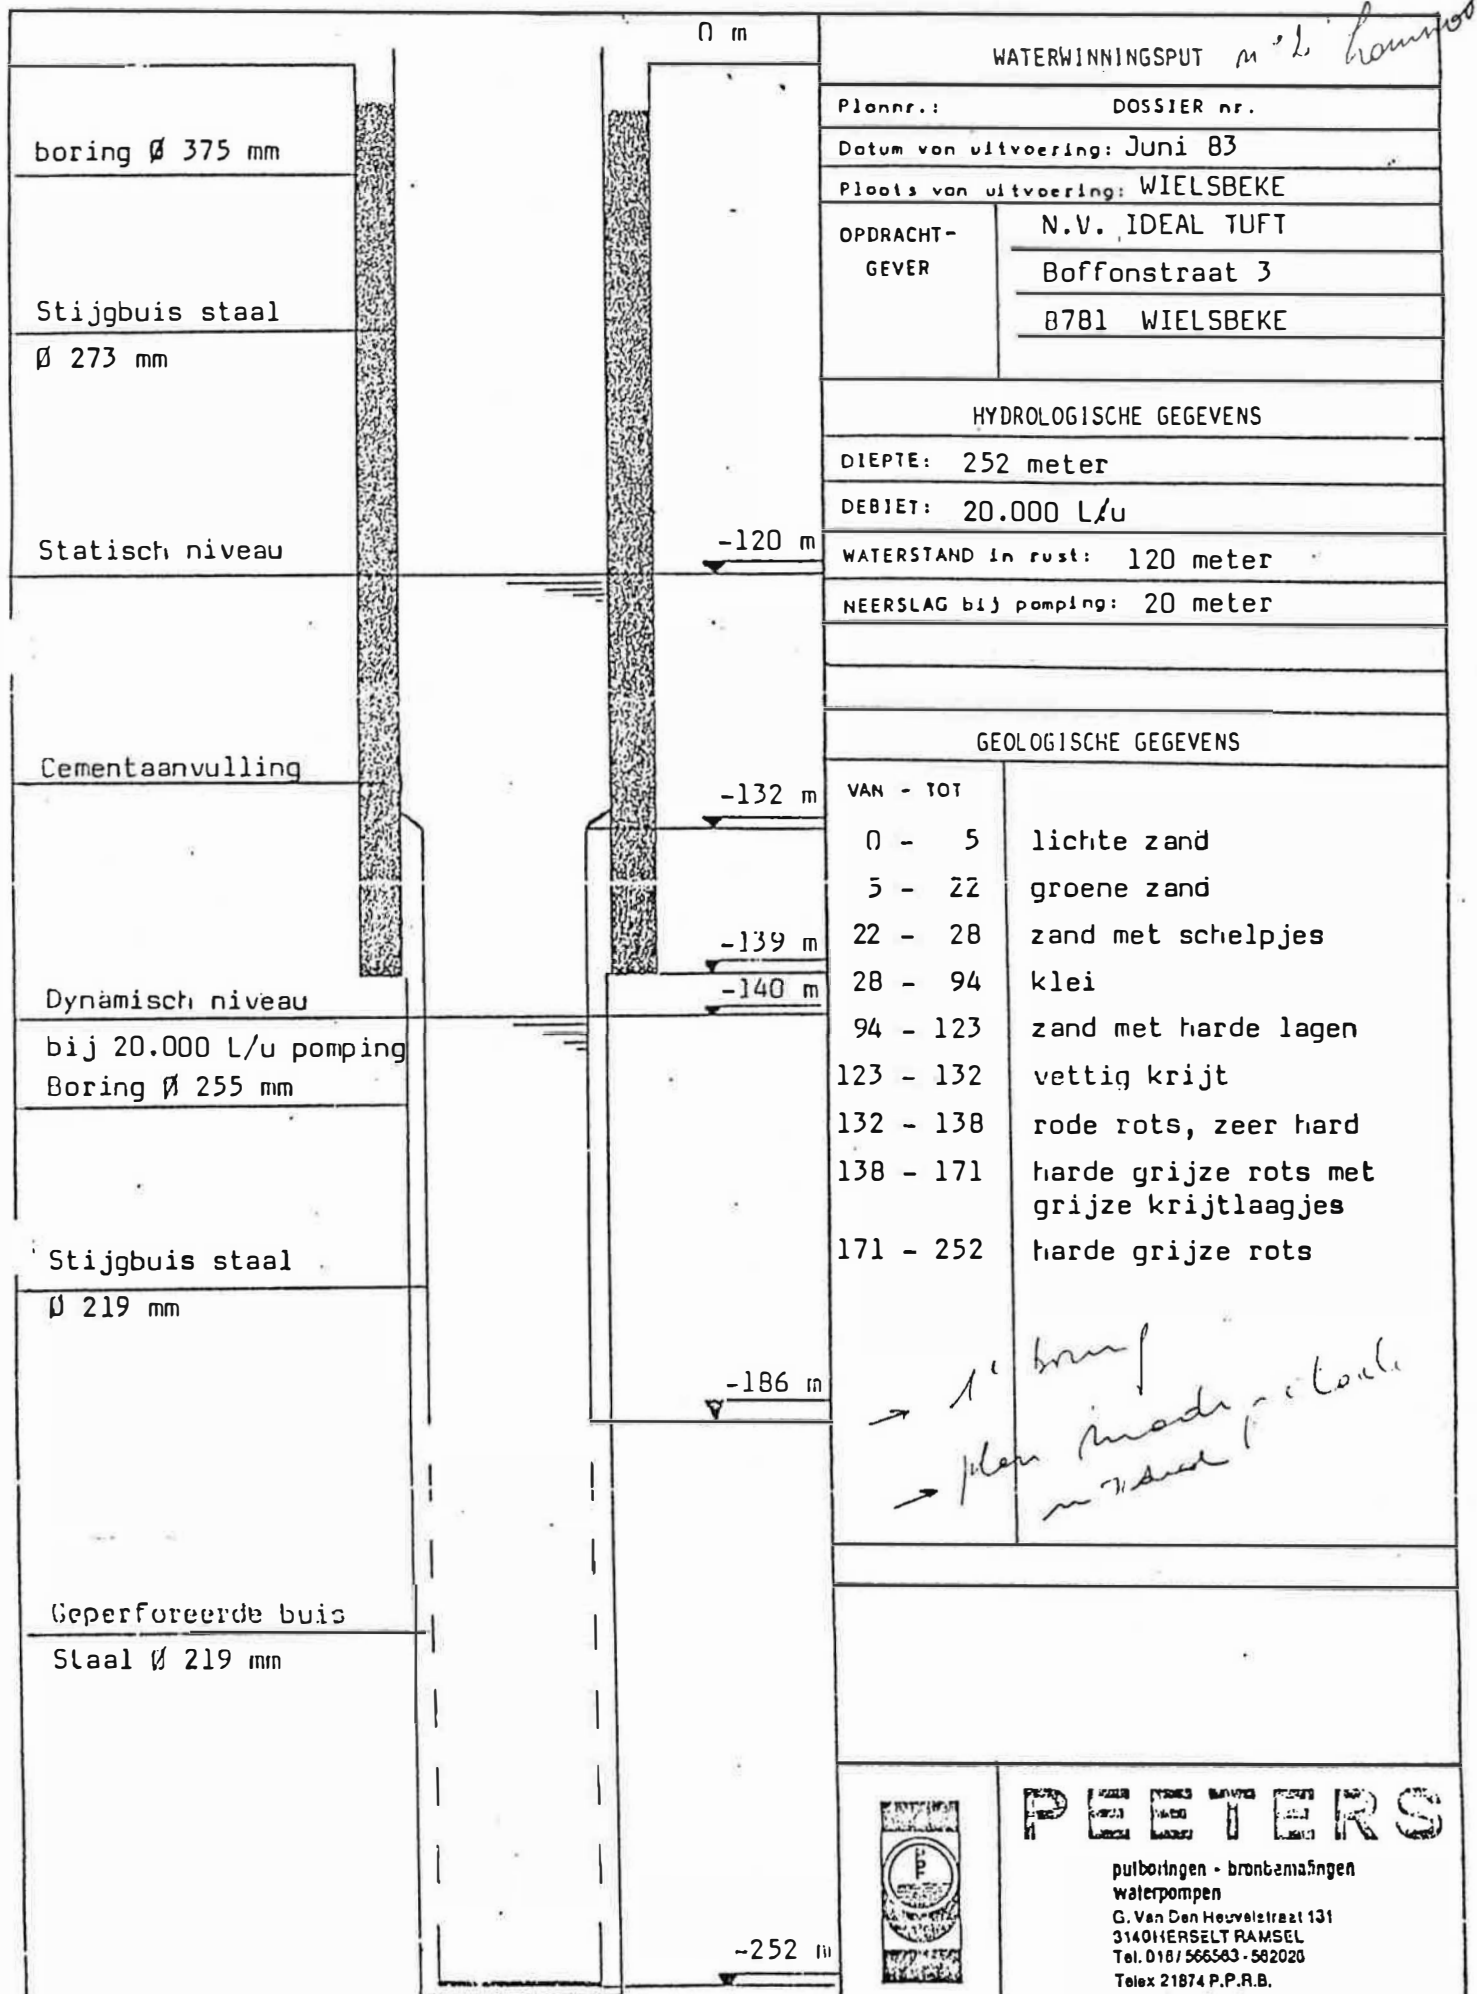 0 m
boring Ø 375 mm
Stijgbuis staal
Ø 273 mm
Statisch niveau
-120 m
Cementaanvulling
-132 m
-139 m
-140 m
Dynamisch niveau
bij 20.000 L/u pomping
Boring Ø 255 mm
Stijgbuis staal
Ø 219 mm
-186 m
Geperforeerde buis
Staal Ø 219 mm
-252 m
WATERWINNINGSPUT
Plannr.: DOSSIER nr.
Datum van uitvoering: Juni 83
Plaats van uitvoering: WIELSBEKE
OPDRACHT-
GEVER
N.V. IDEAL TUFT
Boffonstraat 3
8781 WIELSBEKE
HYDROLOGISCHE GEGEVENS
DIEPTE: 252 meter
DEBIET: 20.000 L/u
WATERSTAND in rust: 120 meter
NEERSLAG bij pomping: 20 meter
GEOLOGISCHE GEGEVENS
VAN - TOT
0 - 5 lichte zand
5 - 22 groene zand
22 - 28 zand met schelpjes
28 - 94 klei
94 - 123 zand met harde lagen
123 - 132 vettig krijt
132 - 138 rode rots, zeer hard
138 - 171 harde grijze rots met
grijze krijtlaagjes
171 - 252 harde grijze rots
→
→ plan
PEETERS
putboringen - bronbemalingen
waterpompen
G. Van Den Heuvelstraat 131
3140 HERSELT RAMSEL
Tel. 016/566563 - 562020
Telex 21874 P.P.R.B.